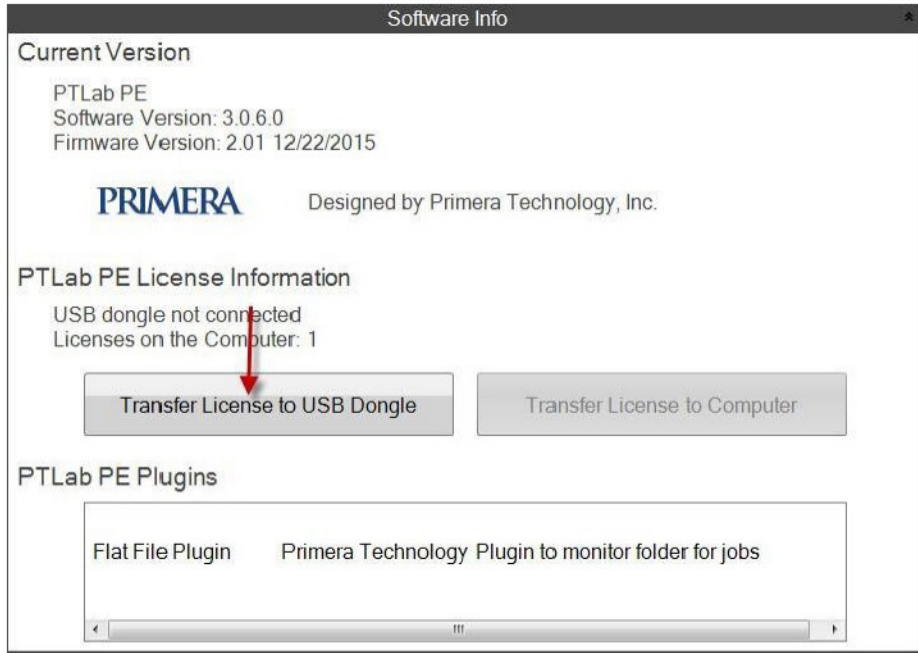 Software Info
Current Version
PTLab PE
Software Version: 3.0.6.0
Firmware Version: 2.01 12/22/2015
PRIMERA Designed by Primera Technology, Inc.
PTLab PE License Information
USB dongle not connected
Licenses on the Computer: 1
Transfer License to USB Dongle Transfer License to Computer
PTLab PE Plugins
Flat File Plugin Primera Technology Plugin to monitor folder for jobs